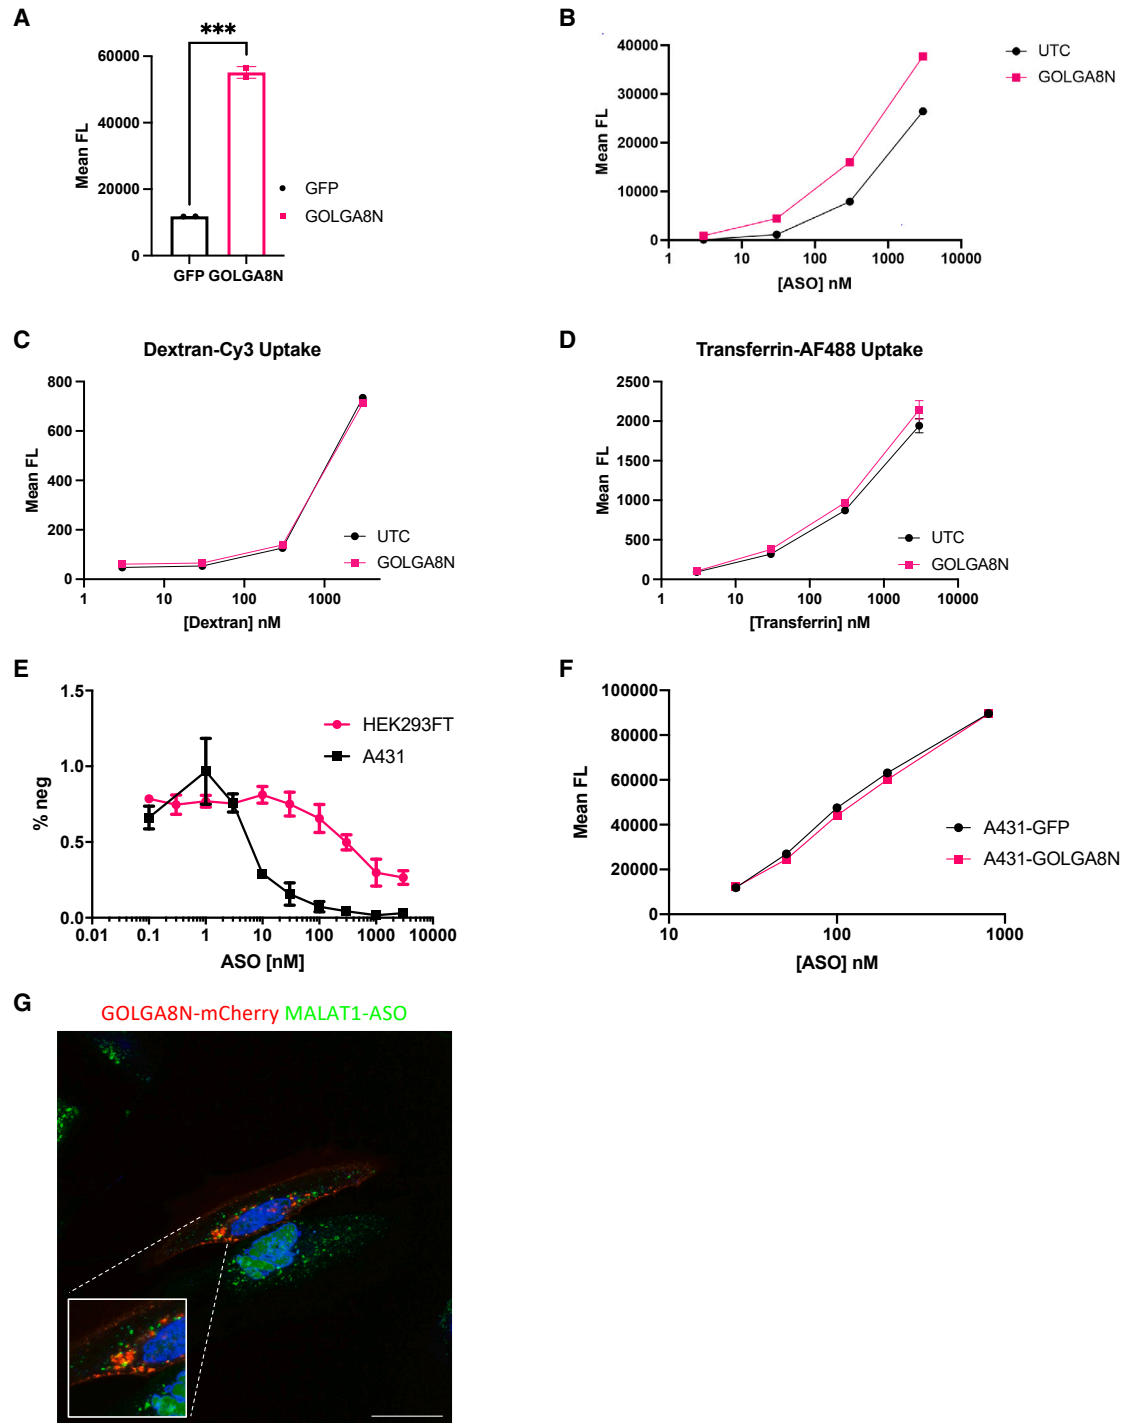 A
***
60000
40000
20000
0
Mean FL
GFP
GOLGA8N
GFP GOLGA8N
B
40000
30000
20000
10000
0
Mean FL
1 10 100 1000 10000
[ASO] nM
UTC
GOLGA8N
C
Dextran-Cy3 Uptake
800
600
400
200
0
Mean FL
1 10 100 1000
[Dextran] nM
UTC
GOLGA8N
D
Transferrin-AF488 Uptake
2500
2000
1500
1000
500
0
Mean FL
1 10 100 1000 10000
[Transferrin] nM
UTC
GOLGA8N
E
1.5
1.0
0.5
0.0
% neg
0.01 0.1 1 10 100 1000 10000
ASO [nM]
HEK293FT
A431
F
100000
80000
60000
40000
20000
0
Mean FL
10 100 1000
[ASO] nM
A431-GFP
A431-GOLGA8N
G
GOLGA8N-mCherry MALAT1-ASO